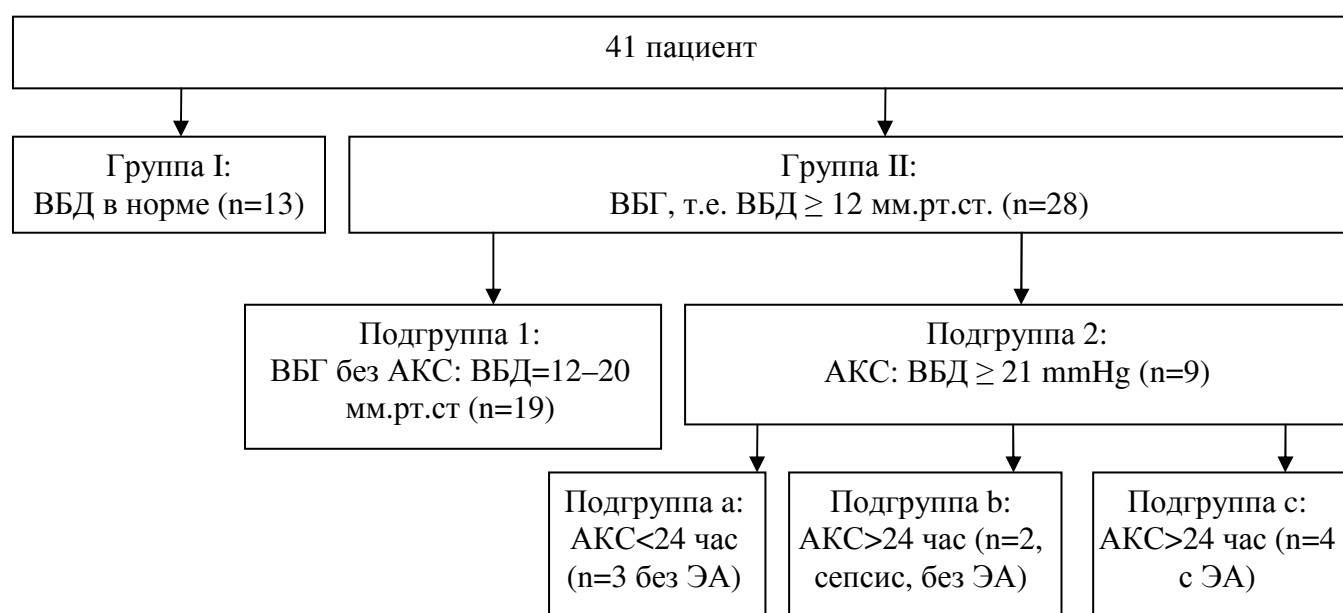 41 пациент
Группа I:
ВБД в норме (n=13)
Группа II:
ВБГ, т.е. ВБД ≥ 12 мм.рт.ст. (n=28)
Подгруппа 1:
ВБГ без АКС: ВБД=12–20
мм.рт.ст (n=19)
Подгруппа 2:
АКС: ВБД ≥ 21 mmHg (n=9)
Подгруппа a:
АКС<24 час
(n=3 без ЭА)
Подгруппа b:
АКС>24 час (n=2,
сепсис, без ЭА)
Подгруппа c:
АКС>24 час (n=4
с ЭА)